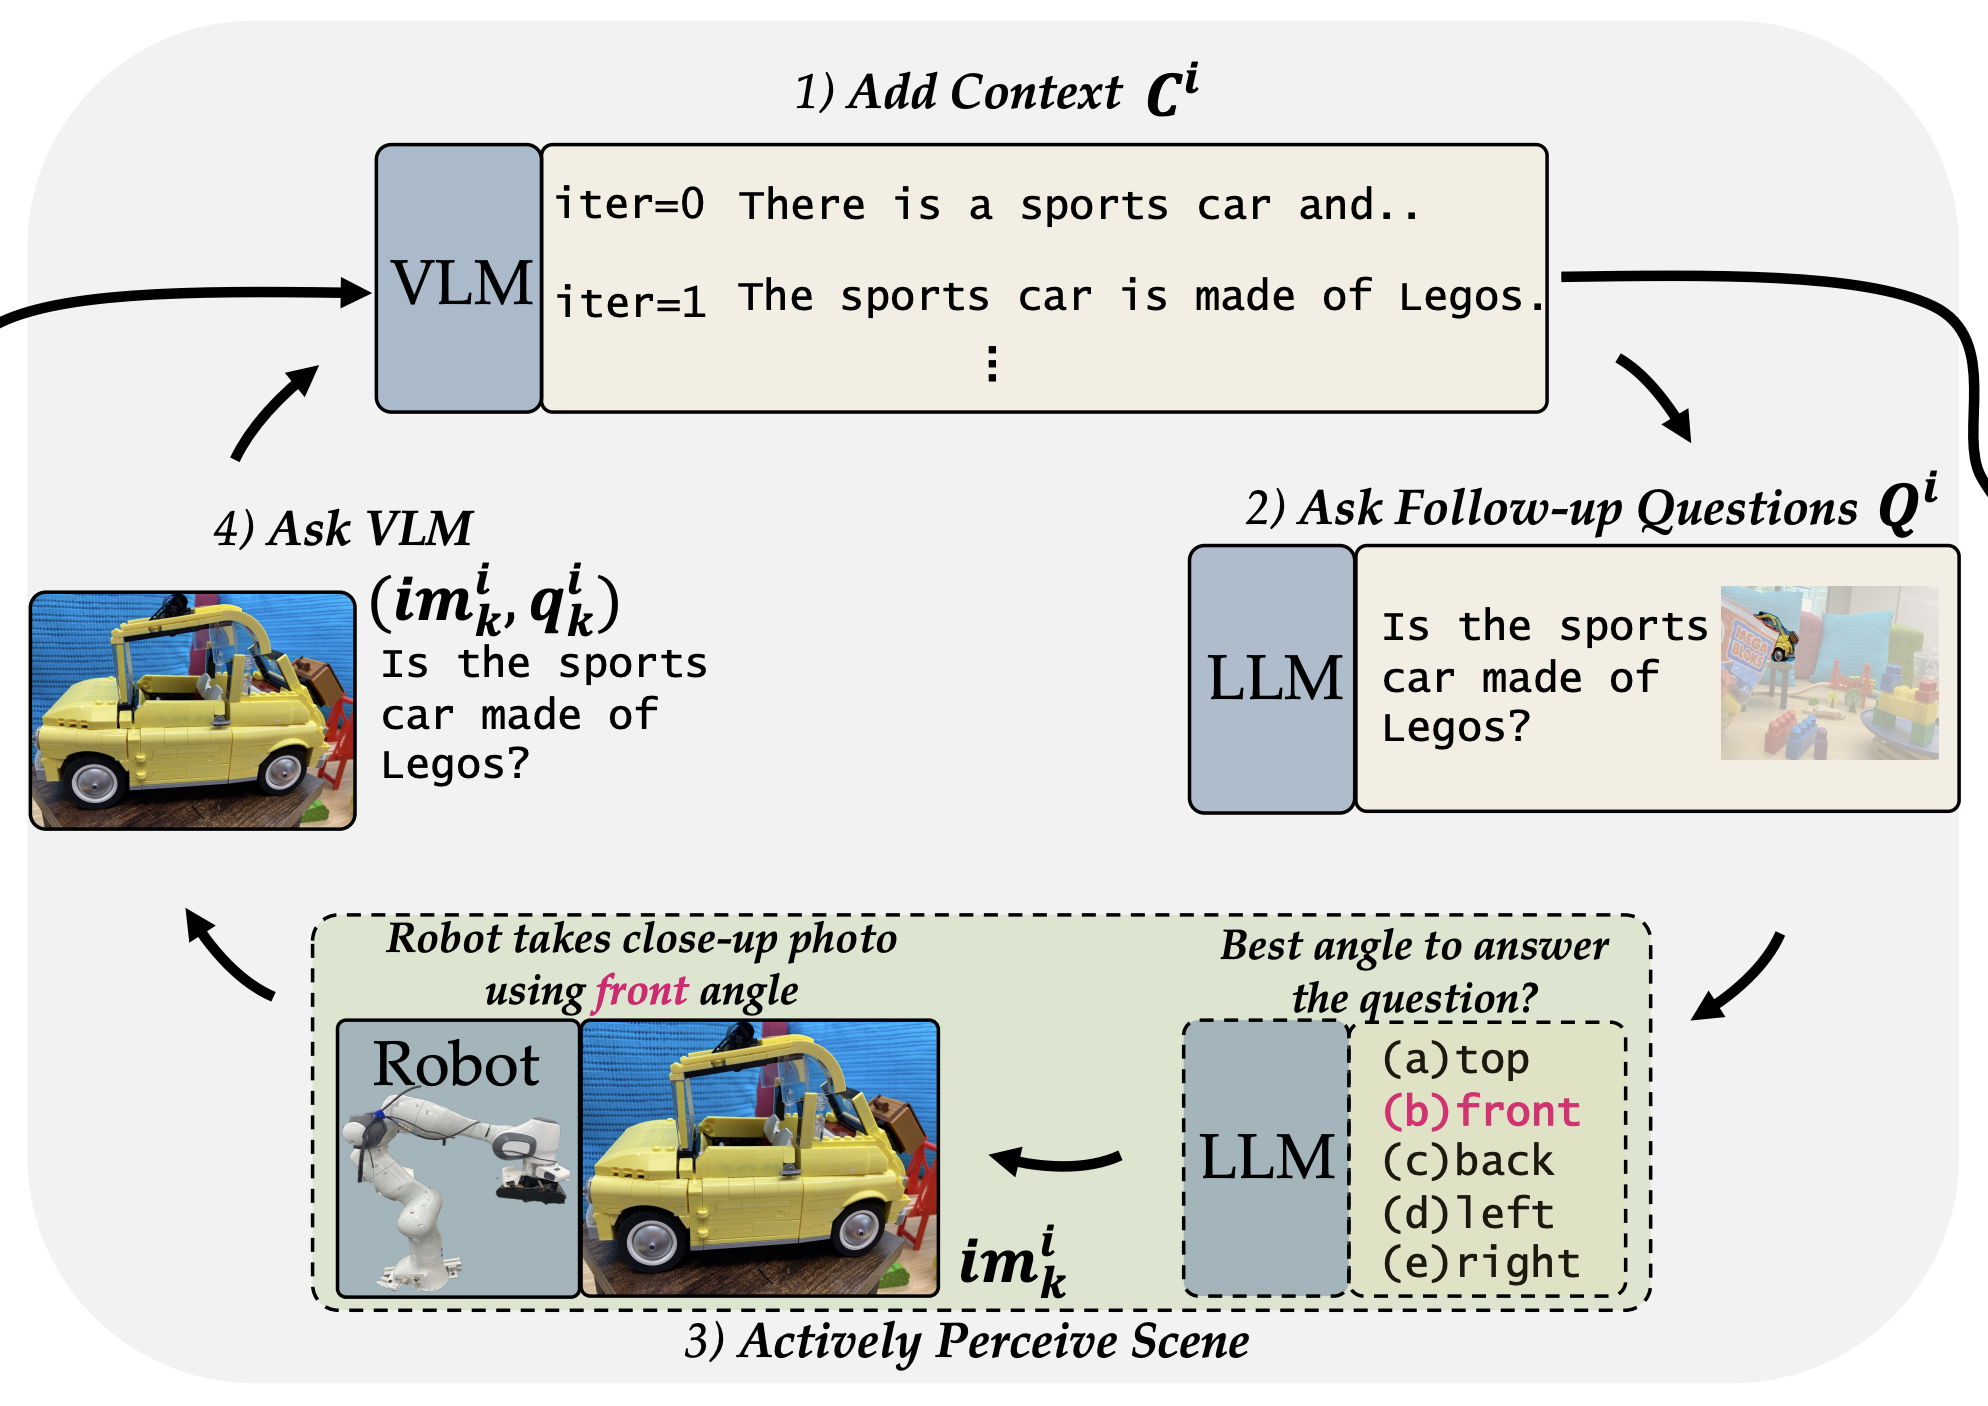 1) Add Context C^i
VLM
iter=0 There is a sports car and..
iter=1 The sports car is made of Legos.
⋮
2) Ask Follow-up Questions Q^i
LLM
Is the sports
car made of
Legos?
MEGA
BLOKS
4) Ask VLM
(im_k^i, q_k^i)
Is the sports
car made of
Legos?
Robot takes close-up photo
using front angle
Robot
im_k^i
Best angle to answer
the question?
LLM
(a)top
(b)front
(c)back
(d)left
(e)right
3) Actively Perceive Scene